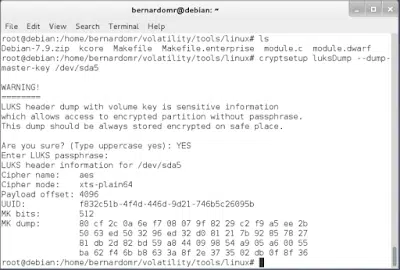 bernardomr@debian: ~
File Edit View Search Terminal Help
root@debian:/home/bernardomr/volatility/tools/linux# ls
Debian-7.9.zip kcore Makefile Makefile.enterprise module.c module.dwarf
root@debian:/home/bernardomr/volatility/tools/linux# cryptsetup luksDump --dump-
master-key /dev/sda5
WARNING!
========
LUKS header dump with volume key is sensitive information
which allows access to encrypted partition without passphrase.
This dump should be always stored encrypted on safe place.
Are you sure? (Type uppercase yes): YES
Enter LUKS passphrase:
LUKS header information for /dev/sda5
Cipher name: aes
Cipher mode: xts-plain64
Payload offset: 4096
UUID: f832c51b-4f4d-446d-9d21-746b5c26095b
MK bits: 512
MK dump: 80 cf 2c 0a 6e f7 08 07 9f 82 29 c2 f9 a5 ee 2b
50 63 ed 50 32 96 ed 32 d0 81 21 7b 92 85 78 27
81 db 2d 82 bd 59 a8 44 09 98 54 a9 05 a6 00 55
ba 62 f4 6b b8 63 3a 8f 2e 37 35 02 db 0f 8f 36
root@debian:/home/bernardomr/volatility/tools/linux#